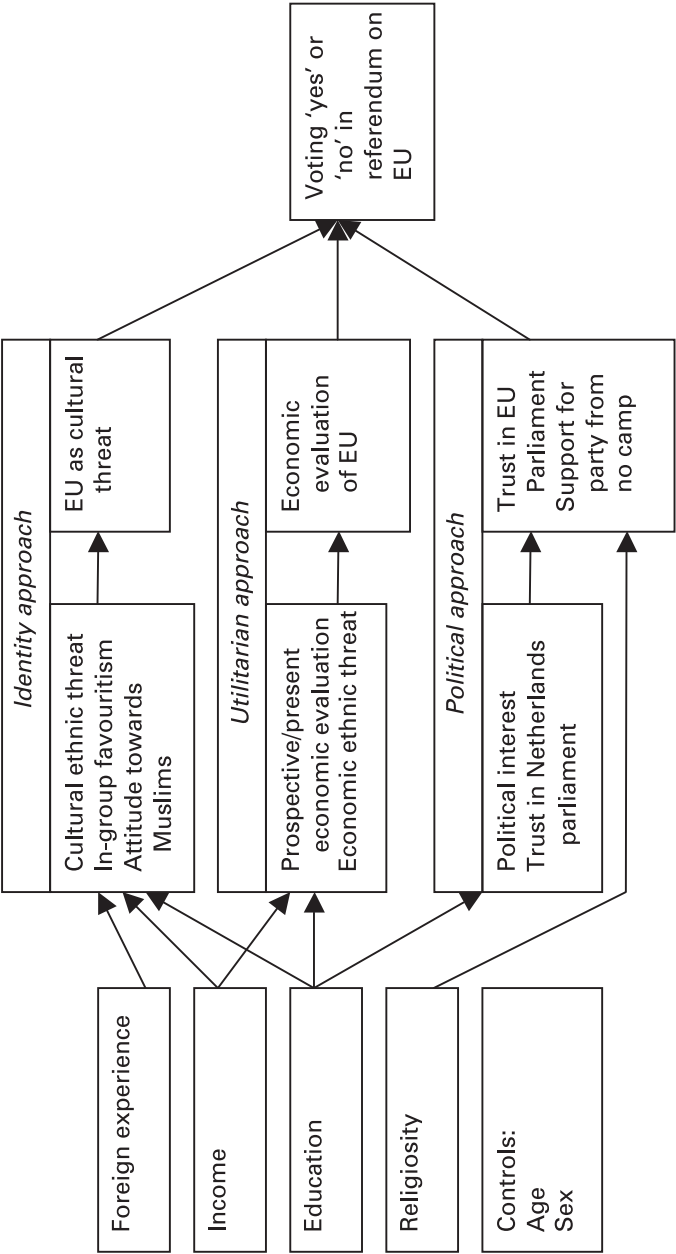 Foreign experience
Income
Education
Religiosity
Controls:
Age
Sex
Identity approach
Cultural ethnic threat
In-group favouritism
Attitude towards
Muslims
EU as cultural
threat
Utilitarian approach
Prospective/present
economic evaluation
Economic ethnic threat
Economic
evaluation
of EU
Political approach
Political interest
Trust in Netherlands
parliament
Trust in EU
Parliament
Support for
party from
no camp
Voting ‘yes’ or
‘no’ in
referendum on
EU